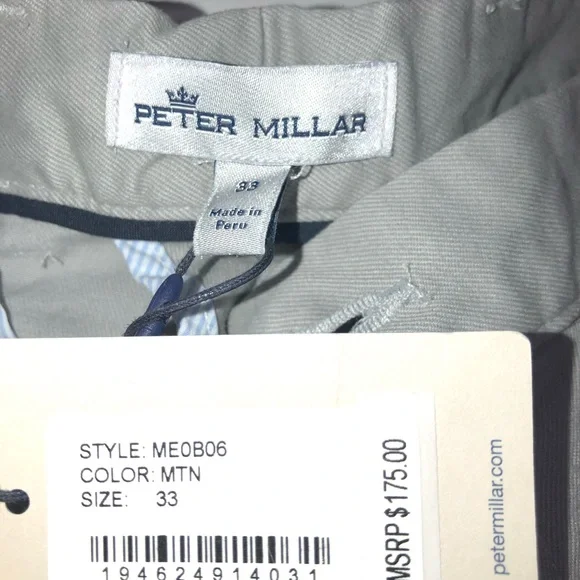 PETER MILLAR
33
Made in
Peru
STYLE: ME0B06
COLOR: MTN
SIZE: 33
194624914031
MSRP $175.00
petermillar.com